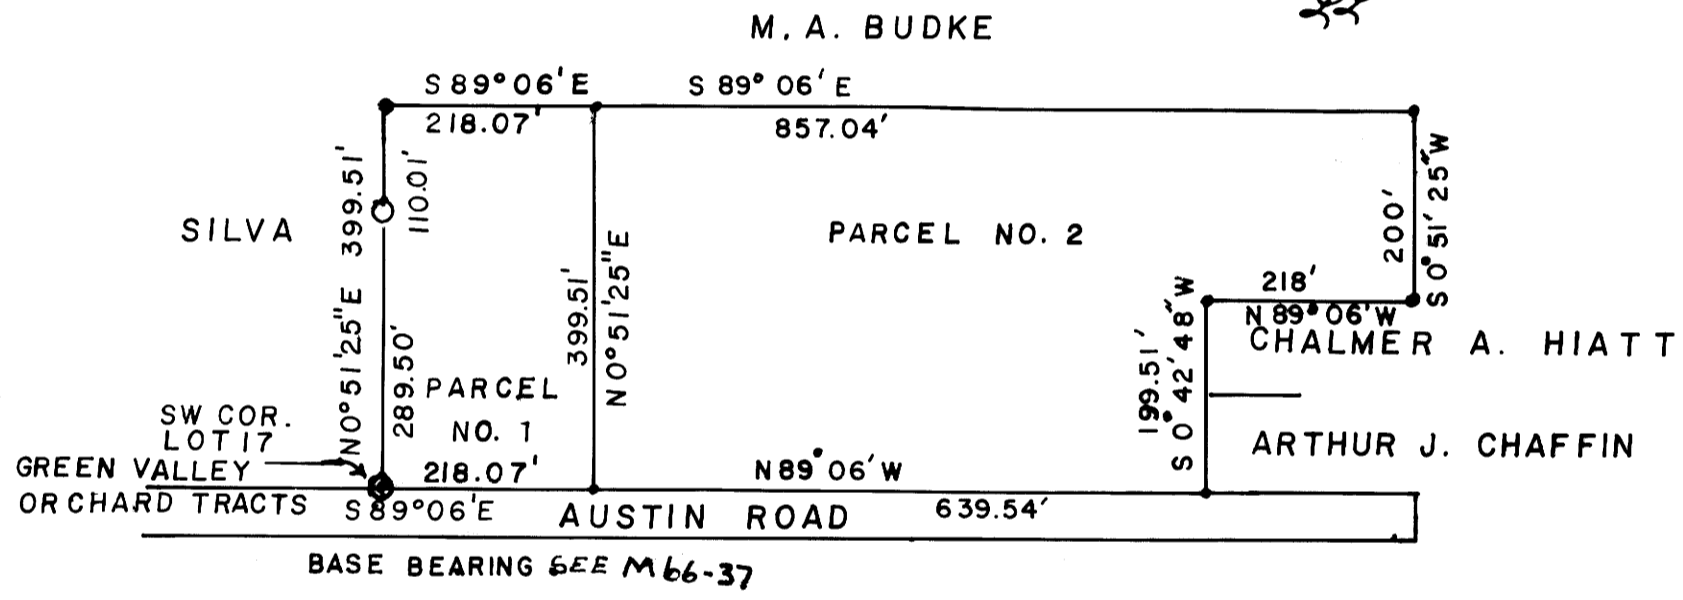 M. A. BUDKE
S 89° 06' E
S 89° 06' E
218.07'
857.04'
N 0° 51' 25" E 399.51'
110.01'
289.50'
SILVA
399.51'
N 0° 51' 25" E
PARCEL NO. 2
200'
S 0° 51' 25" W
218'
N 89° 06' W
CHALMER A. HIATT
199.51'
S 0° 42' 48" W
ARTHUR J. CHAFFIN
PARCEL
NO. 1
SW COR.
LOT 17
GREEN VALLEY
ORCHARD TRACTS
218.07'
N 89° 06' W
S 89° 06' E
AUSTIN ROAD
639.54'
BASE BEARING SEE M66-37